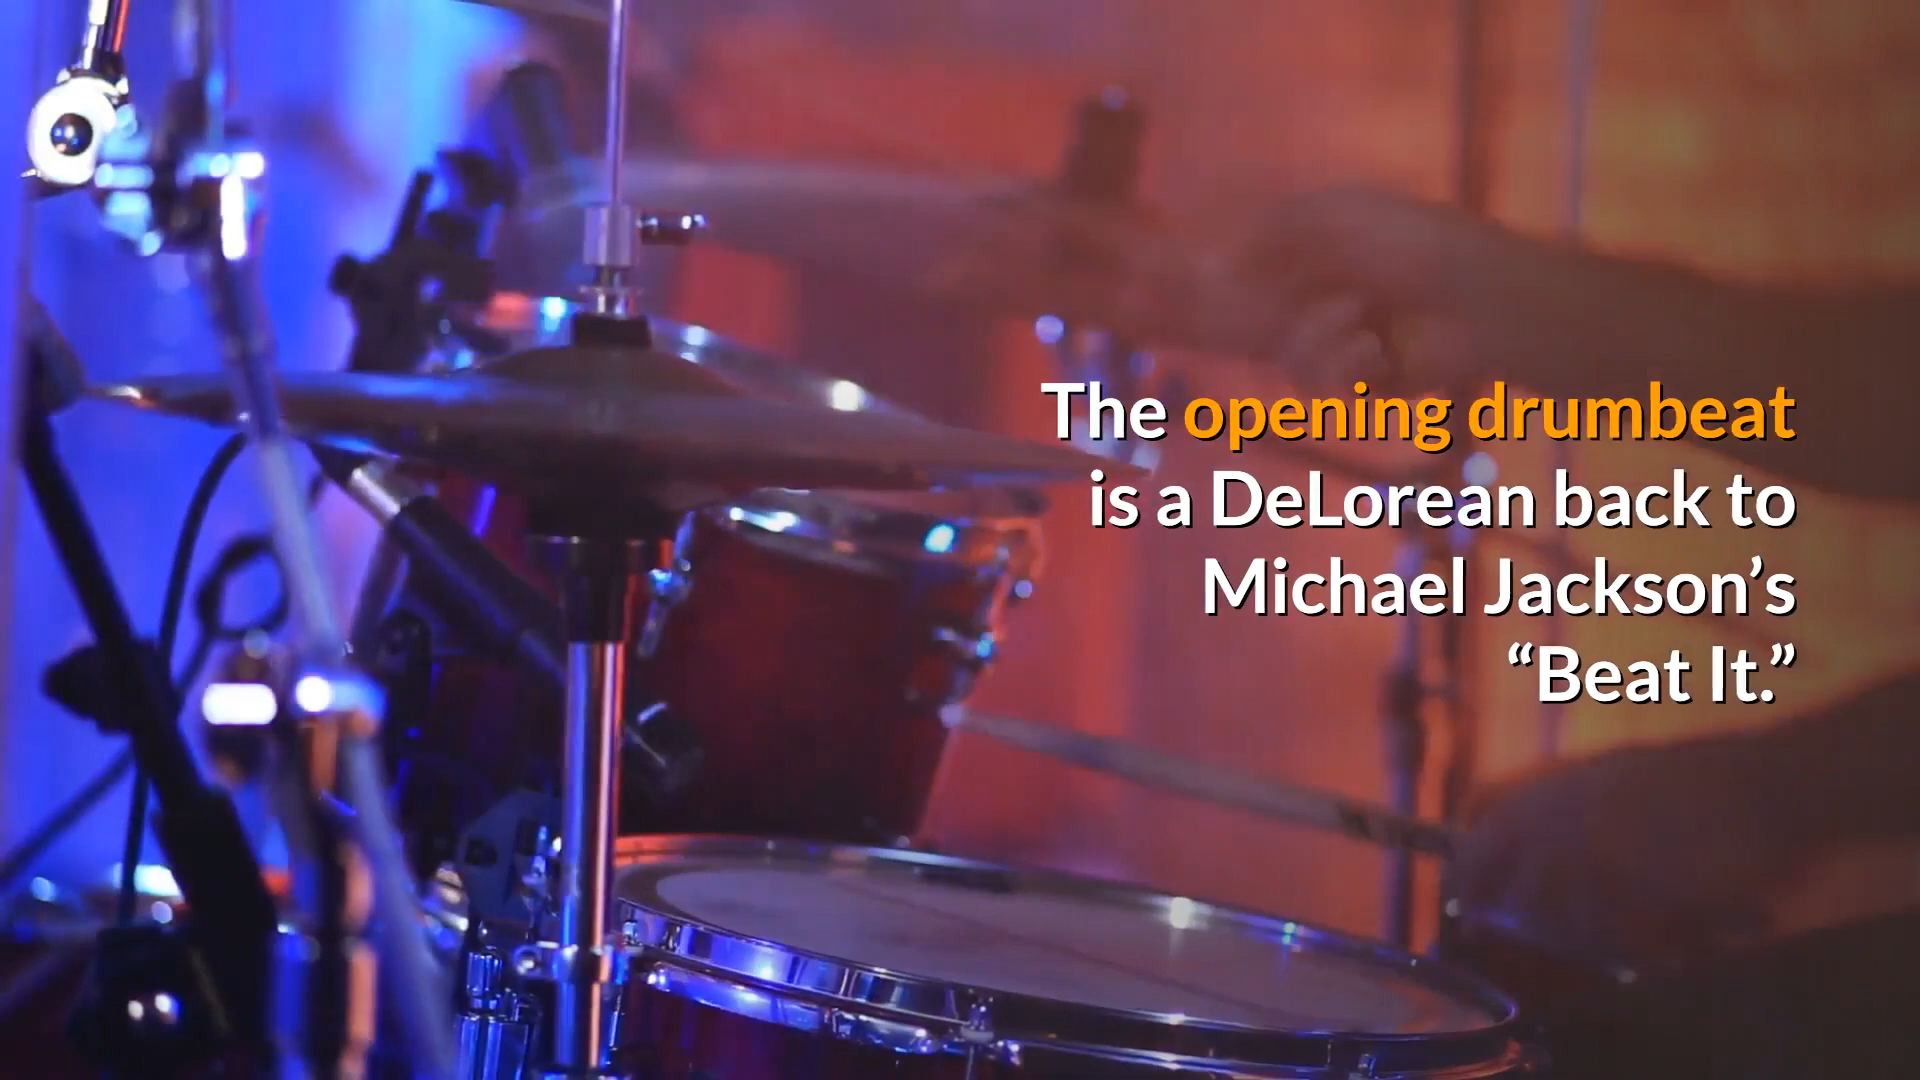 The opening drumbeat
is a DeLorean back to
Michael Jackson’s
“Beat It.”